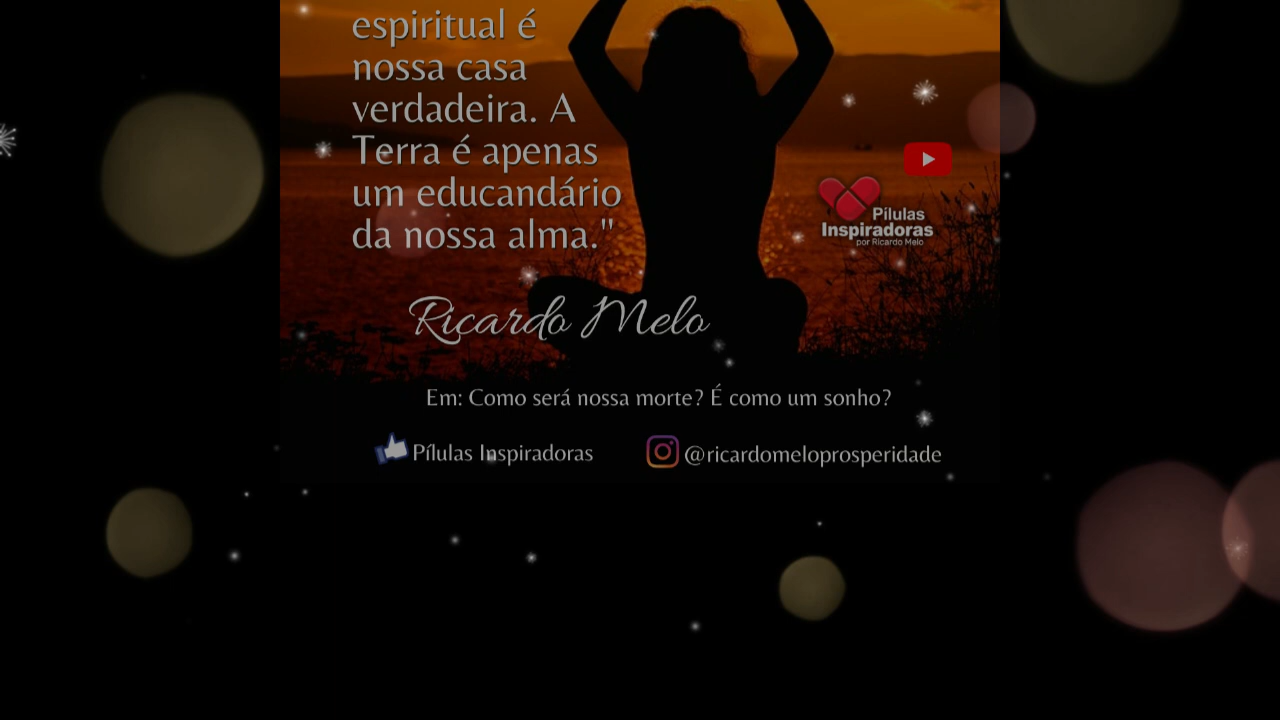 espiritual é
nossa casa
verdadeira. A
Terra é apenas
um educandário
da nossa alma."
Pílulas
Inspiradoras
por Ricardo Melo
Ricardo Melo
Em: Como será nossa morte? É como um sonho?
Pílulas Inspiradoras
@ricardomeloprosperidade